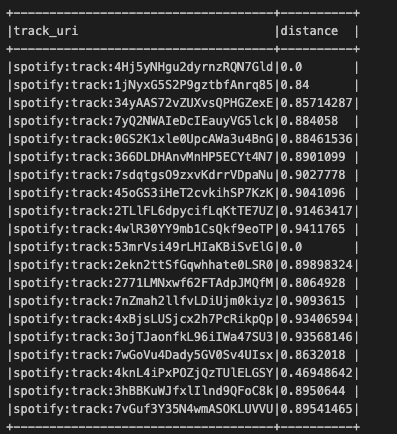 +------------------------------------+----------+
|track_uri |distance |
+------------------------------------+----------+
|spotify:track:4Hj5yNHgu2dyrnzRQN7Gld|0.0 |
|spotify:track:1jNyxG5S2P9gztbfAnrq85|0.84 |
|spotify:track:34yAAS72vZUXvsQPHGZexE|0.85714287|
|spotify:track:7yQ2NWAIeDcIEauyVG5lck|0.884058 |
|spotify:track:0GS2K1xle0UpcAWa3u4BnG|0.88461536|
|spotify:track:366DLDHAnvMnHP5ECYt4N7|0.8901099 |
|spotify:track:7sdqtgsO9zxvKdrrVDpaNu|0.9027778 |
|spotify:track:45oGS3iHeT2cvkihSP7KzK|0.9041096 |
|spotify:track:2TLlFL6dpycifLqKtTE7UZ|0.91463417|
|spotify:track:4wlR30YY9mb1CsQkf9eoTP|0.9411765 |
|spotify:track:53mrVsi49rLHIaKBiSvElG|0.0 |
|spotify:track:2ekn2ttSfGqwhhate0LSR0|0.89898324|
|spotify:track:2771LMNxwf62FTAdpJMQfM|0.8064928 |
|spotify:track:7nZmah2llfvLDiUjm0kiyz|0.9093615 |
|spotify:track:4xBjsLUSjcx2h7PcRikpQp|0.93406594|
|spotify:track:3ojTJaonfkL96iIWa47SU3|0.93568146|
|spotify:track:7wGoVu4Dady5GV0Sv4UIsx|0.8632018 |
|spotify:track:4knL4iPxPOZjQzTUlELGSY|0.46948642|
|spotify:track:3hBBKuWJfxlIlnd9QFoC8k|0.8950644 |
|spotify:track:7vGuf3Y35N4wmASOKLUVVU|0.89541465|
+------------------------------------+----------+